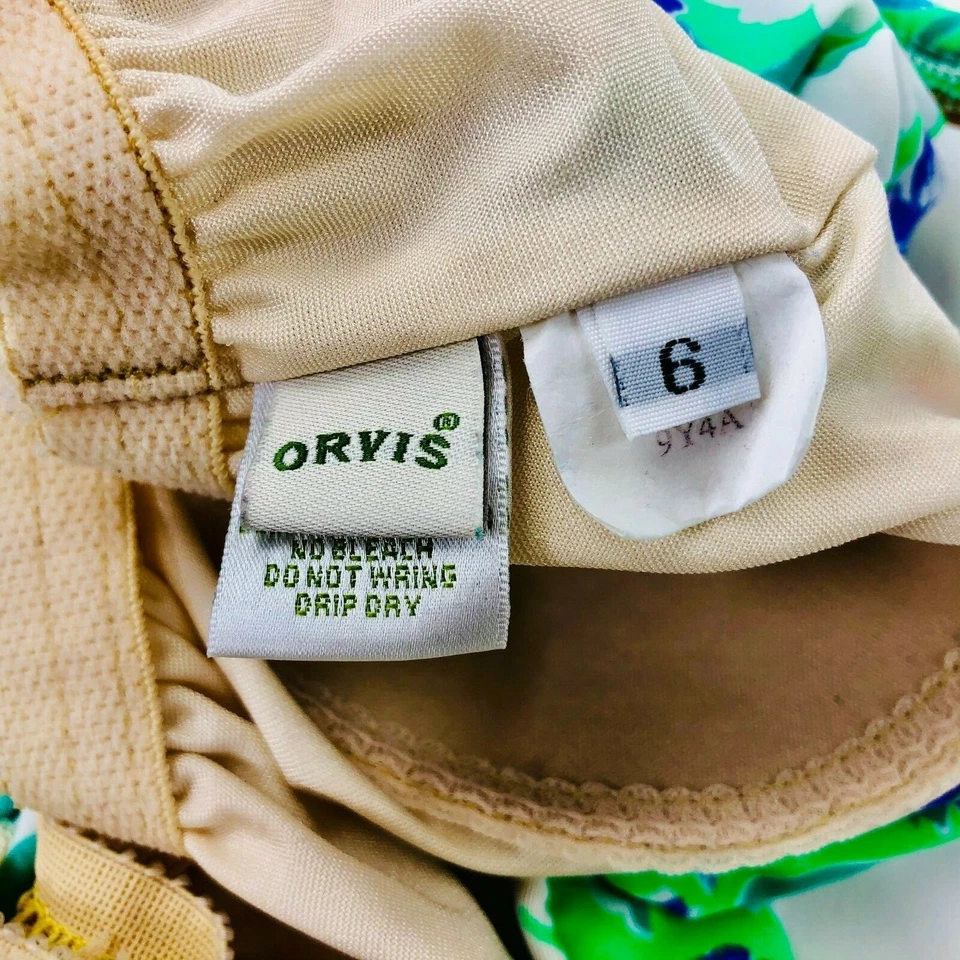 ORVIS®
NO BLEACH
DO NOT WRING
DRIP DRY
6
9Y4A